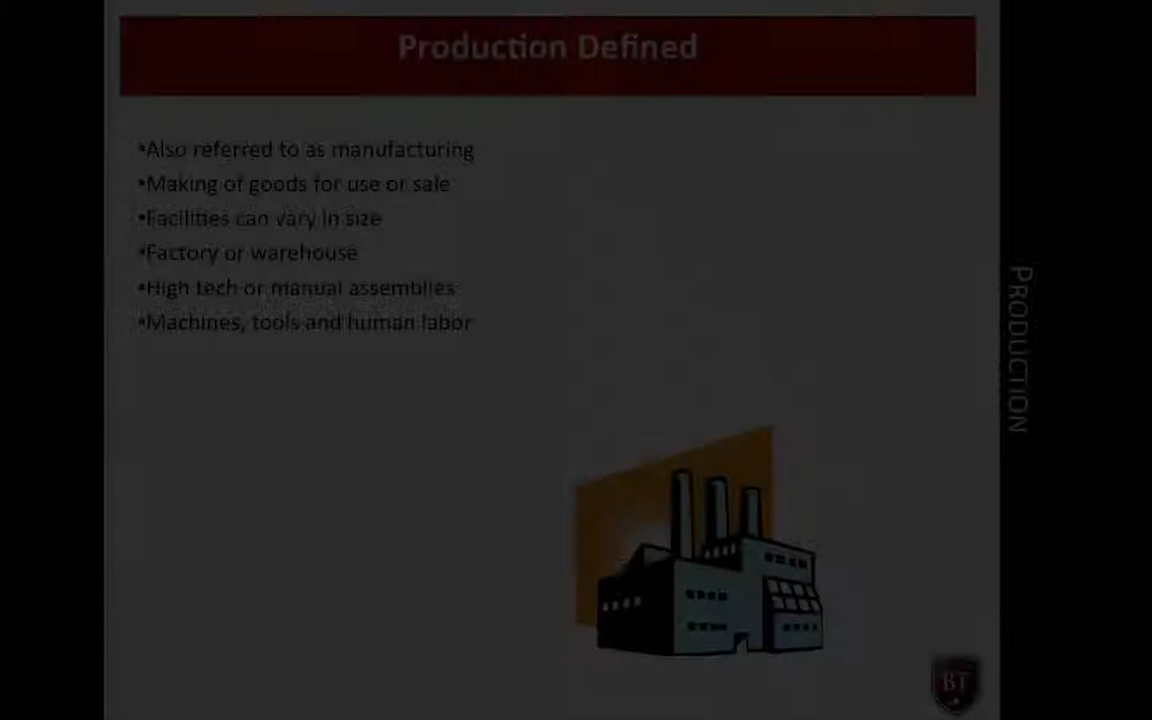 Production Defined
•Also referred to as manufacturing
•Making of goods for use or sale
•Facilities can vary in size
•Factory or warehouse
•High tech or manual assemblies
•Machines, tools and human labor
PRODUCTION
BT